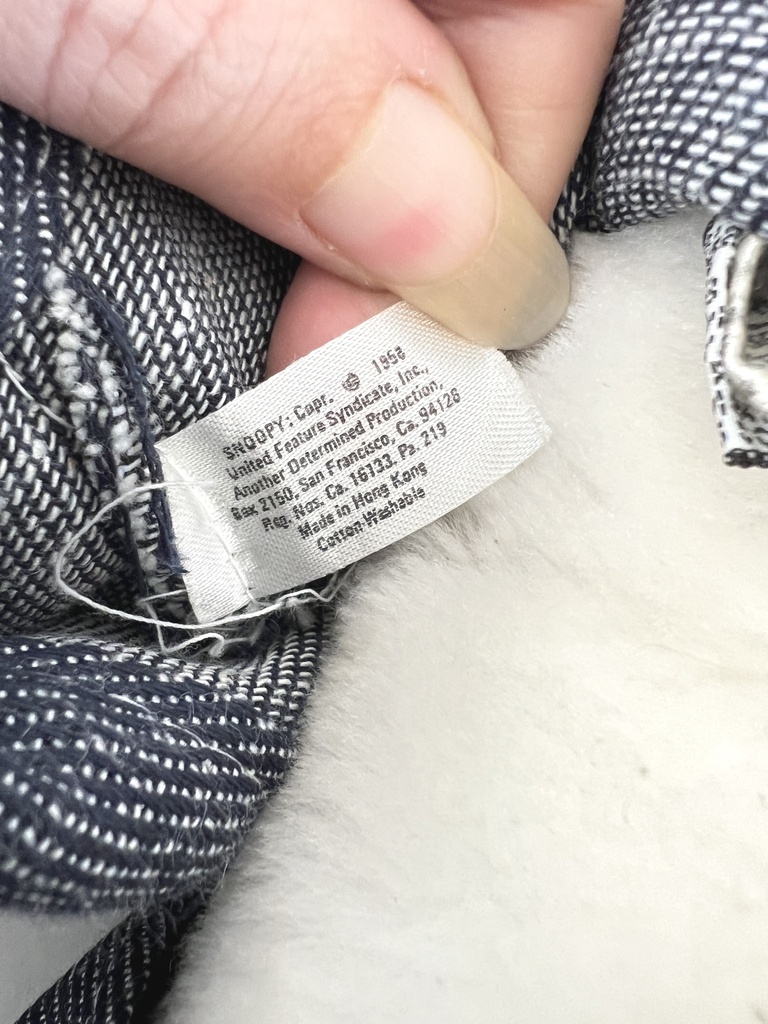 SNOOPY: Copr. © 1958
United Feature Syndicate, Inc.,
Another Determined Production,
Box 2150, San Francisco, Ca. 94126
Reg. Nos. Ca. 16133, Pa. 219
Made in Hong Kong
Cotton-Washable